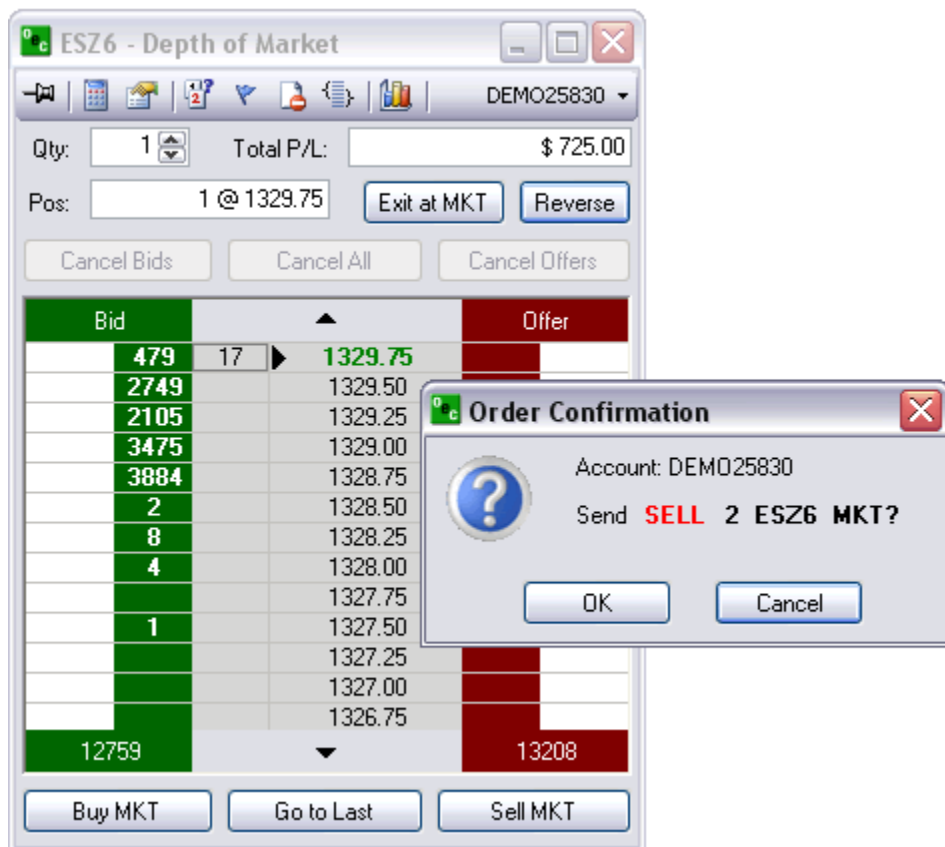 ESZ6 - Depth of Market
DEMO25830
Qty: 1 Total P/L: $ 725.00
Pos: 1 @ 1329.75 Exit at MKT Reverse
Cancel Bids Cancel All Cancel Offers
Bid Offer
479 17 1329.75
2749 1329.50
2105 1329.25
3475 1329.00
3884 1328.75
2 1328.50
8 1328.25
4 1328.00
1327.75
1 1327.50
1327.25
1327.00
1326.75
12759 13208
Buy MKT Go to Last Sell MKT
Oec Order Confirmation
Account: DEMO25830
Send SELL 2 ESZ6 MKT?
OK Cancel